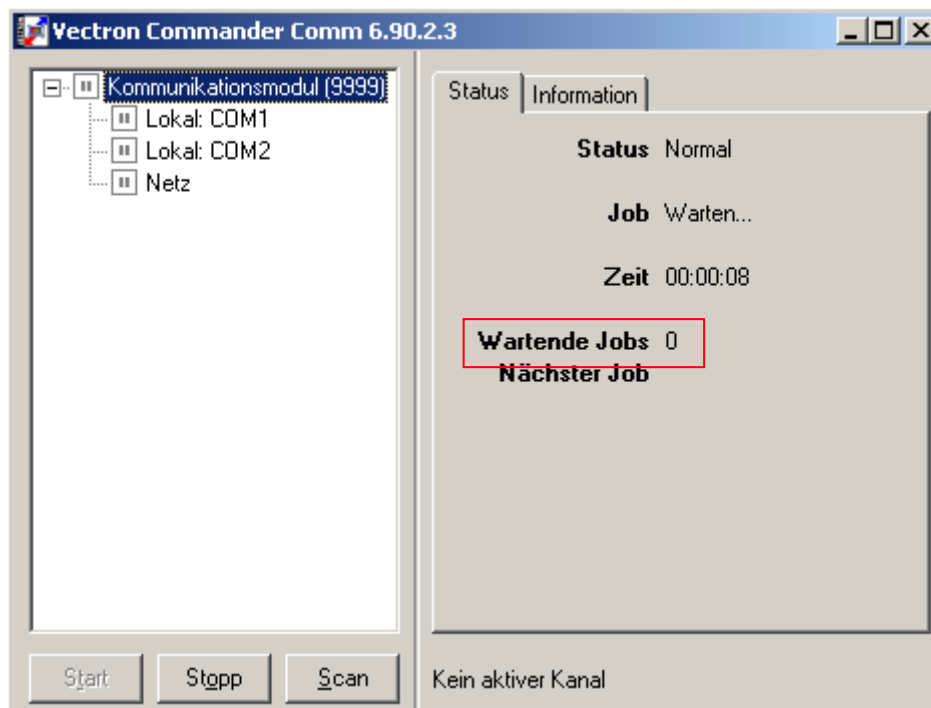 Vectron Commander Comm 6.90.2.3
Kommunikationsmodul (9999)
Lokal: COM1
Lokal: COM2
Netz
Status Information
Status Normal
Job Warten...
Zeit 00:00:08
Wartende Jobs 0
Nächster Job
Start Stopp Scan
Kein aktiver Kanal